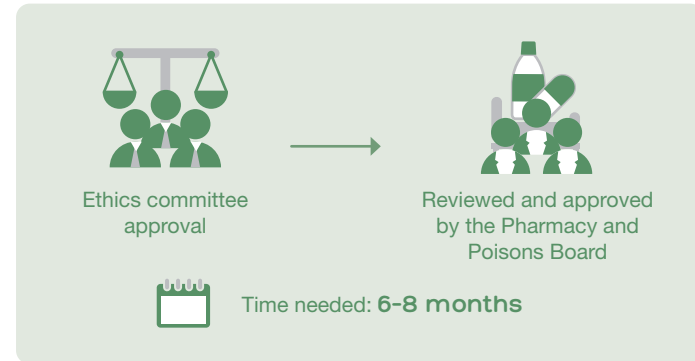 Ethics committee
approval
Reviewed and approved
by the Pharmacy and
Poisons Board
Time needed: 6-8 months